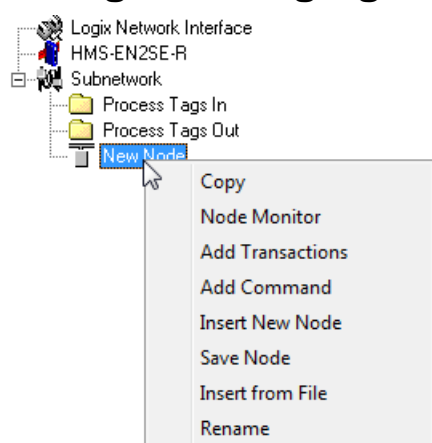 Logix Network Interface
HMS-EN2SE-R
Subnetwork
Process Tags In
Process Tags Out
New Node
Copy
Node Monitor
Add Transactions
Add Command
Insert New Node
Save Node
Insert from File
Rename